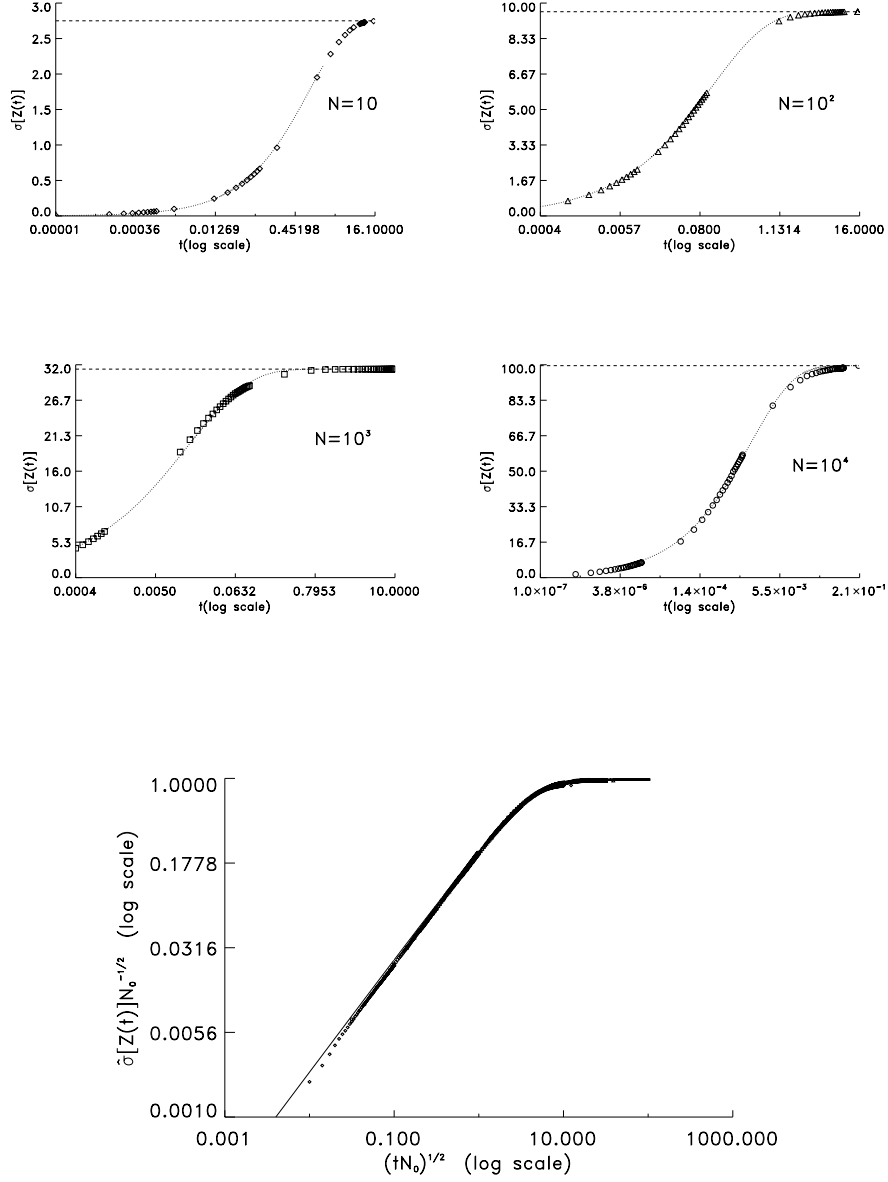 3.0
2.5
2.0
1.5
1.0
0.5
0.0
σ[Z(t)]
N=10
0.00001 0.00036 0.01269 0.45198 16.10000
t(log scale)
10.00
8.33
6.67
5.00
3.33
1.67
0.00
σ[Z(t)]
N=10²
0.0004 0.0057 0.0800 1.1314 16.0000
t(log scale)
32.0
26.7
21.3
16.0
10.7
5.3
0.0
σ[Z(t)]
N=10³
0.0004 0.0050 0.0632 0.7953 10.0000
t(log scale)
100.0
83.3
66.7
50.0
33.3
16.7
0.0
σ[Z(t)]
N=10⁴
1.0×10⁻⁷ 3.8×10⁻⁶ 1.4×10⁻⁴ 5.5×10⁻³ 2.1×10⁻¹
t(log scale)
1.0000
0.1778
0.0316
0.0056
0.0010
σ̂[Z(t)]N₀⁻¹/² (log scale)
0.001 0.100 10.000 1000.000
(tN₀)¹/² (log scale)